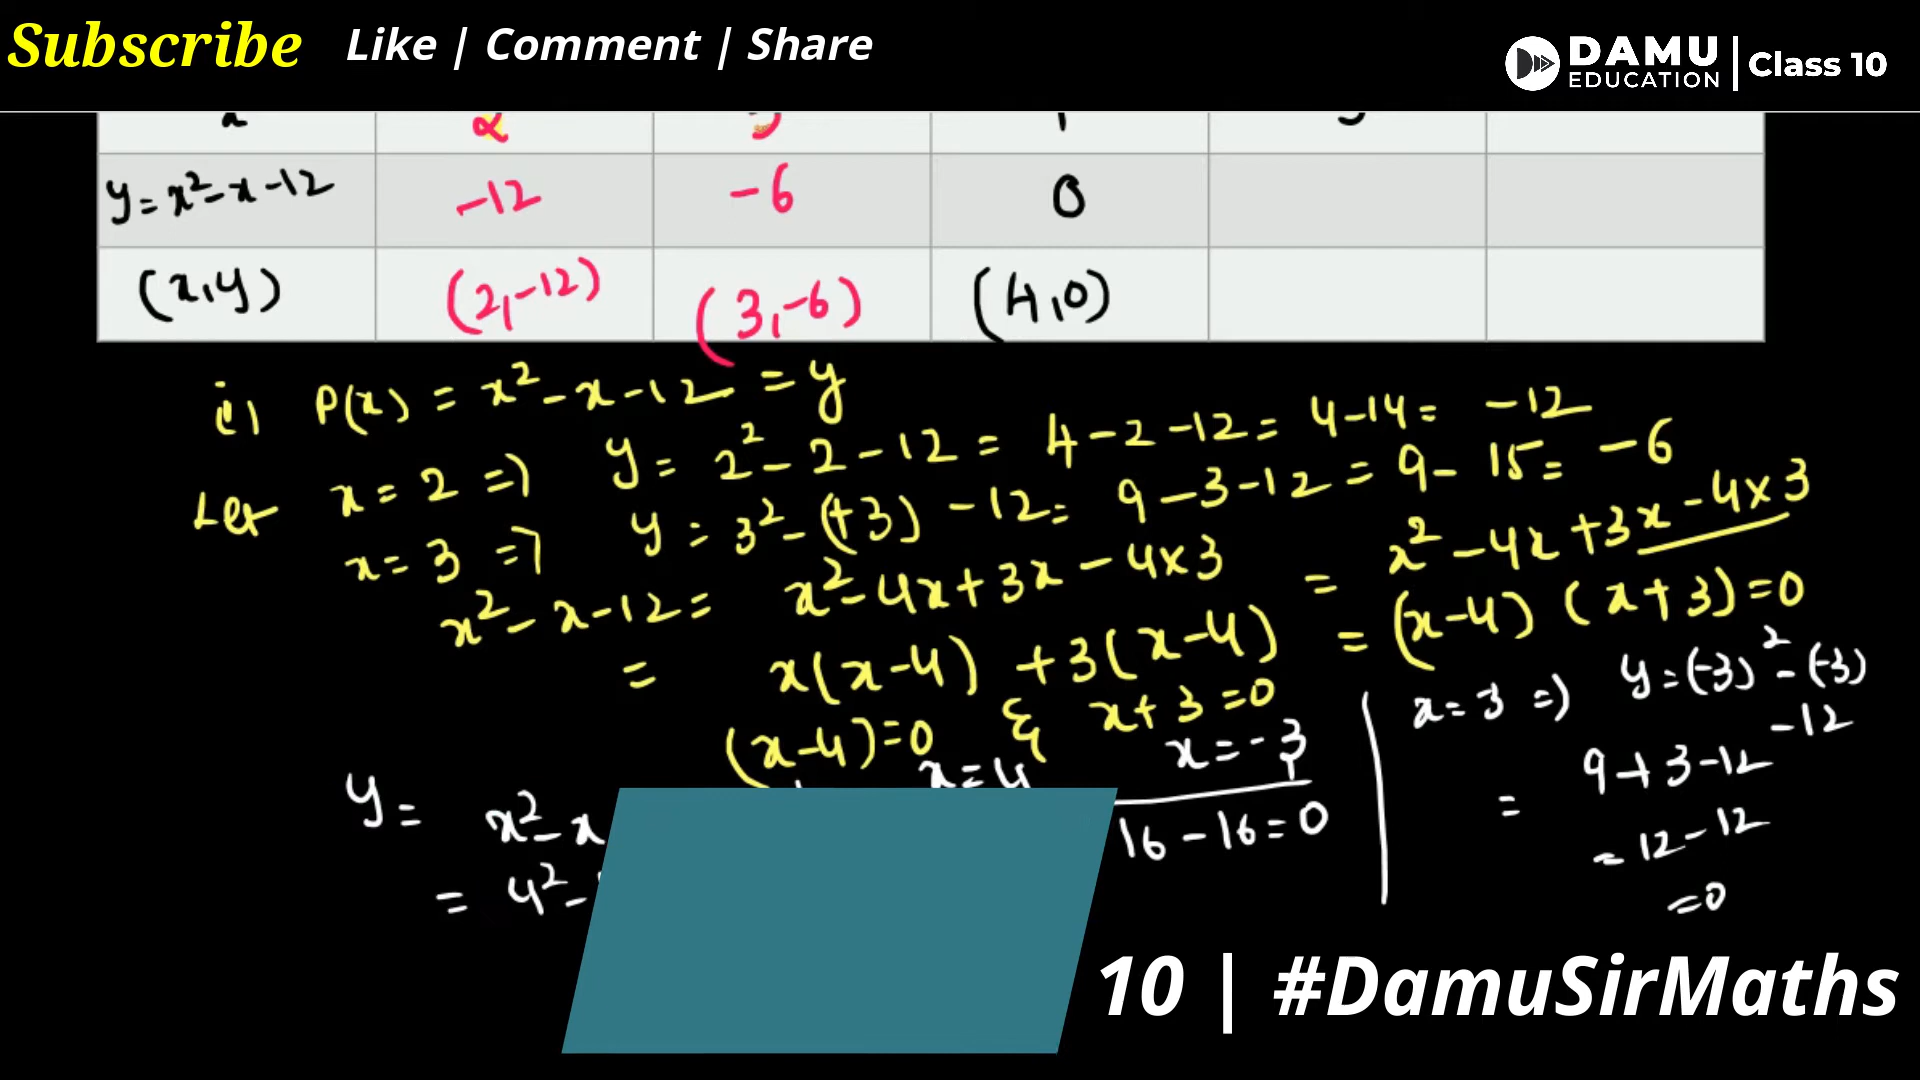 Subscribe Like | Comment | Share
DAMU EDUCATION | Class 10
x 2 3
y = x² - x - 12 -12 -6 0
(x,y) (2,-12) (3,-6) (4,0)
i) P(x) = x² - x - 12 = y
Let x = 2 => y = 2² - 2 - 12 = 4 - 2 - 12 = 4 - 14 = -12
x = 3 => y = 3² - (+3) - 12 = 9 - 3 - 12 = 9 - 15 = -6
x² - x - 12 = x² - 4x + 3x - 4x3 = x² - 4x + 3x - 4x3
= x(x-4) + 3(x-4) = (x-4) (x+3) = 0
(x-4) = 0 & x + 3 = 0
x = 4 x = -3
y = x² - x
= 4² - 16 - 16 = 0
x = 3 => y = (-3)² - (-3) - 12
= 9 + 3 - 12
= 12 - 12
= 0
10 | #DamuSirMaths